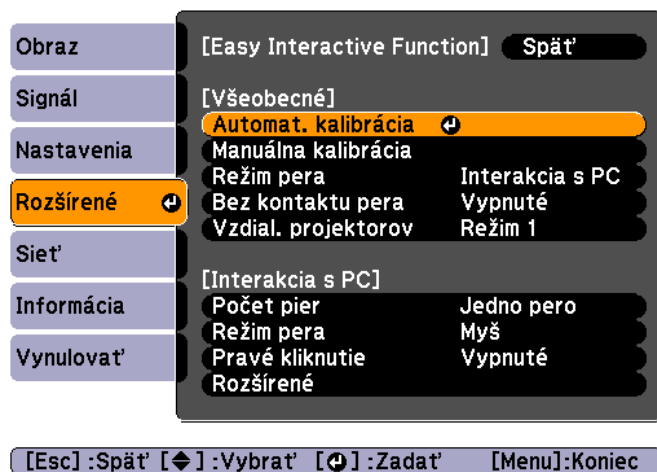 Obraz
Signál
Nastavenia
Rozšírené
Sieť
Informácia
Vynulovať
[Easy Interactive Function] Späť
[Všeobecné]
Automat. kalibrácia
Manuálna kalibrácia
Režim pera Interakcia s PC
Bez kontaktu pera Vypnuté
Vzdial. projektorov Režim 1
[Interakcia s PC]
Počet pier Jedno pero
Režim pera Myš
Pravé kliknutie Vypnuté
Rozšírené
[Esc] :Späť [◆] :Vybrať [⏎] :Zadať [Menu]:Koniec